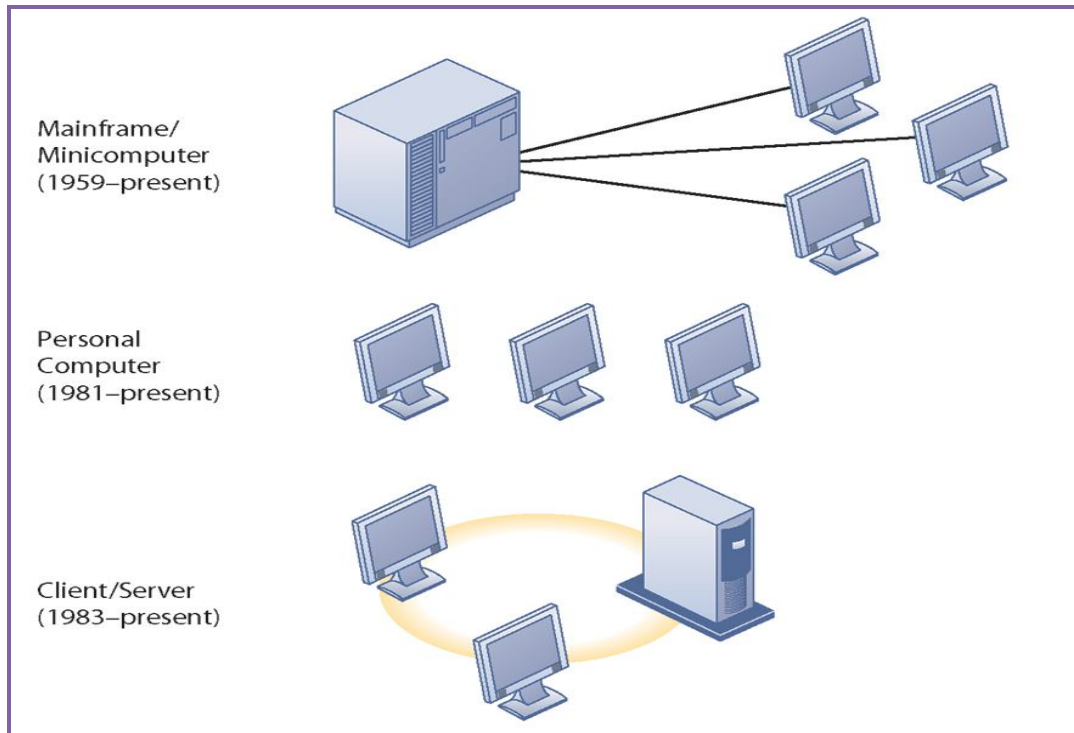 Mainframe/
Minicomputer
(1959–present)
Personal
Computer
(1981–present)
Client/Server
(1983–present)